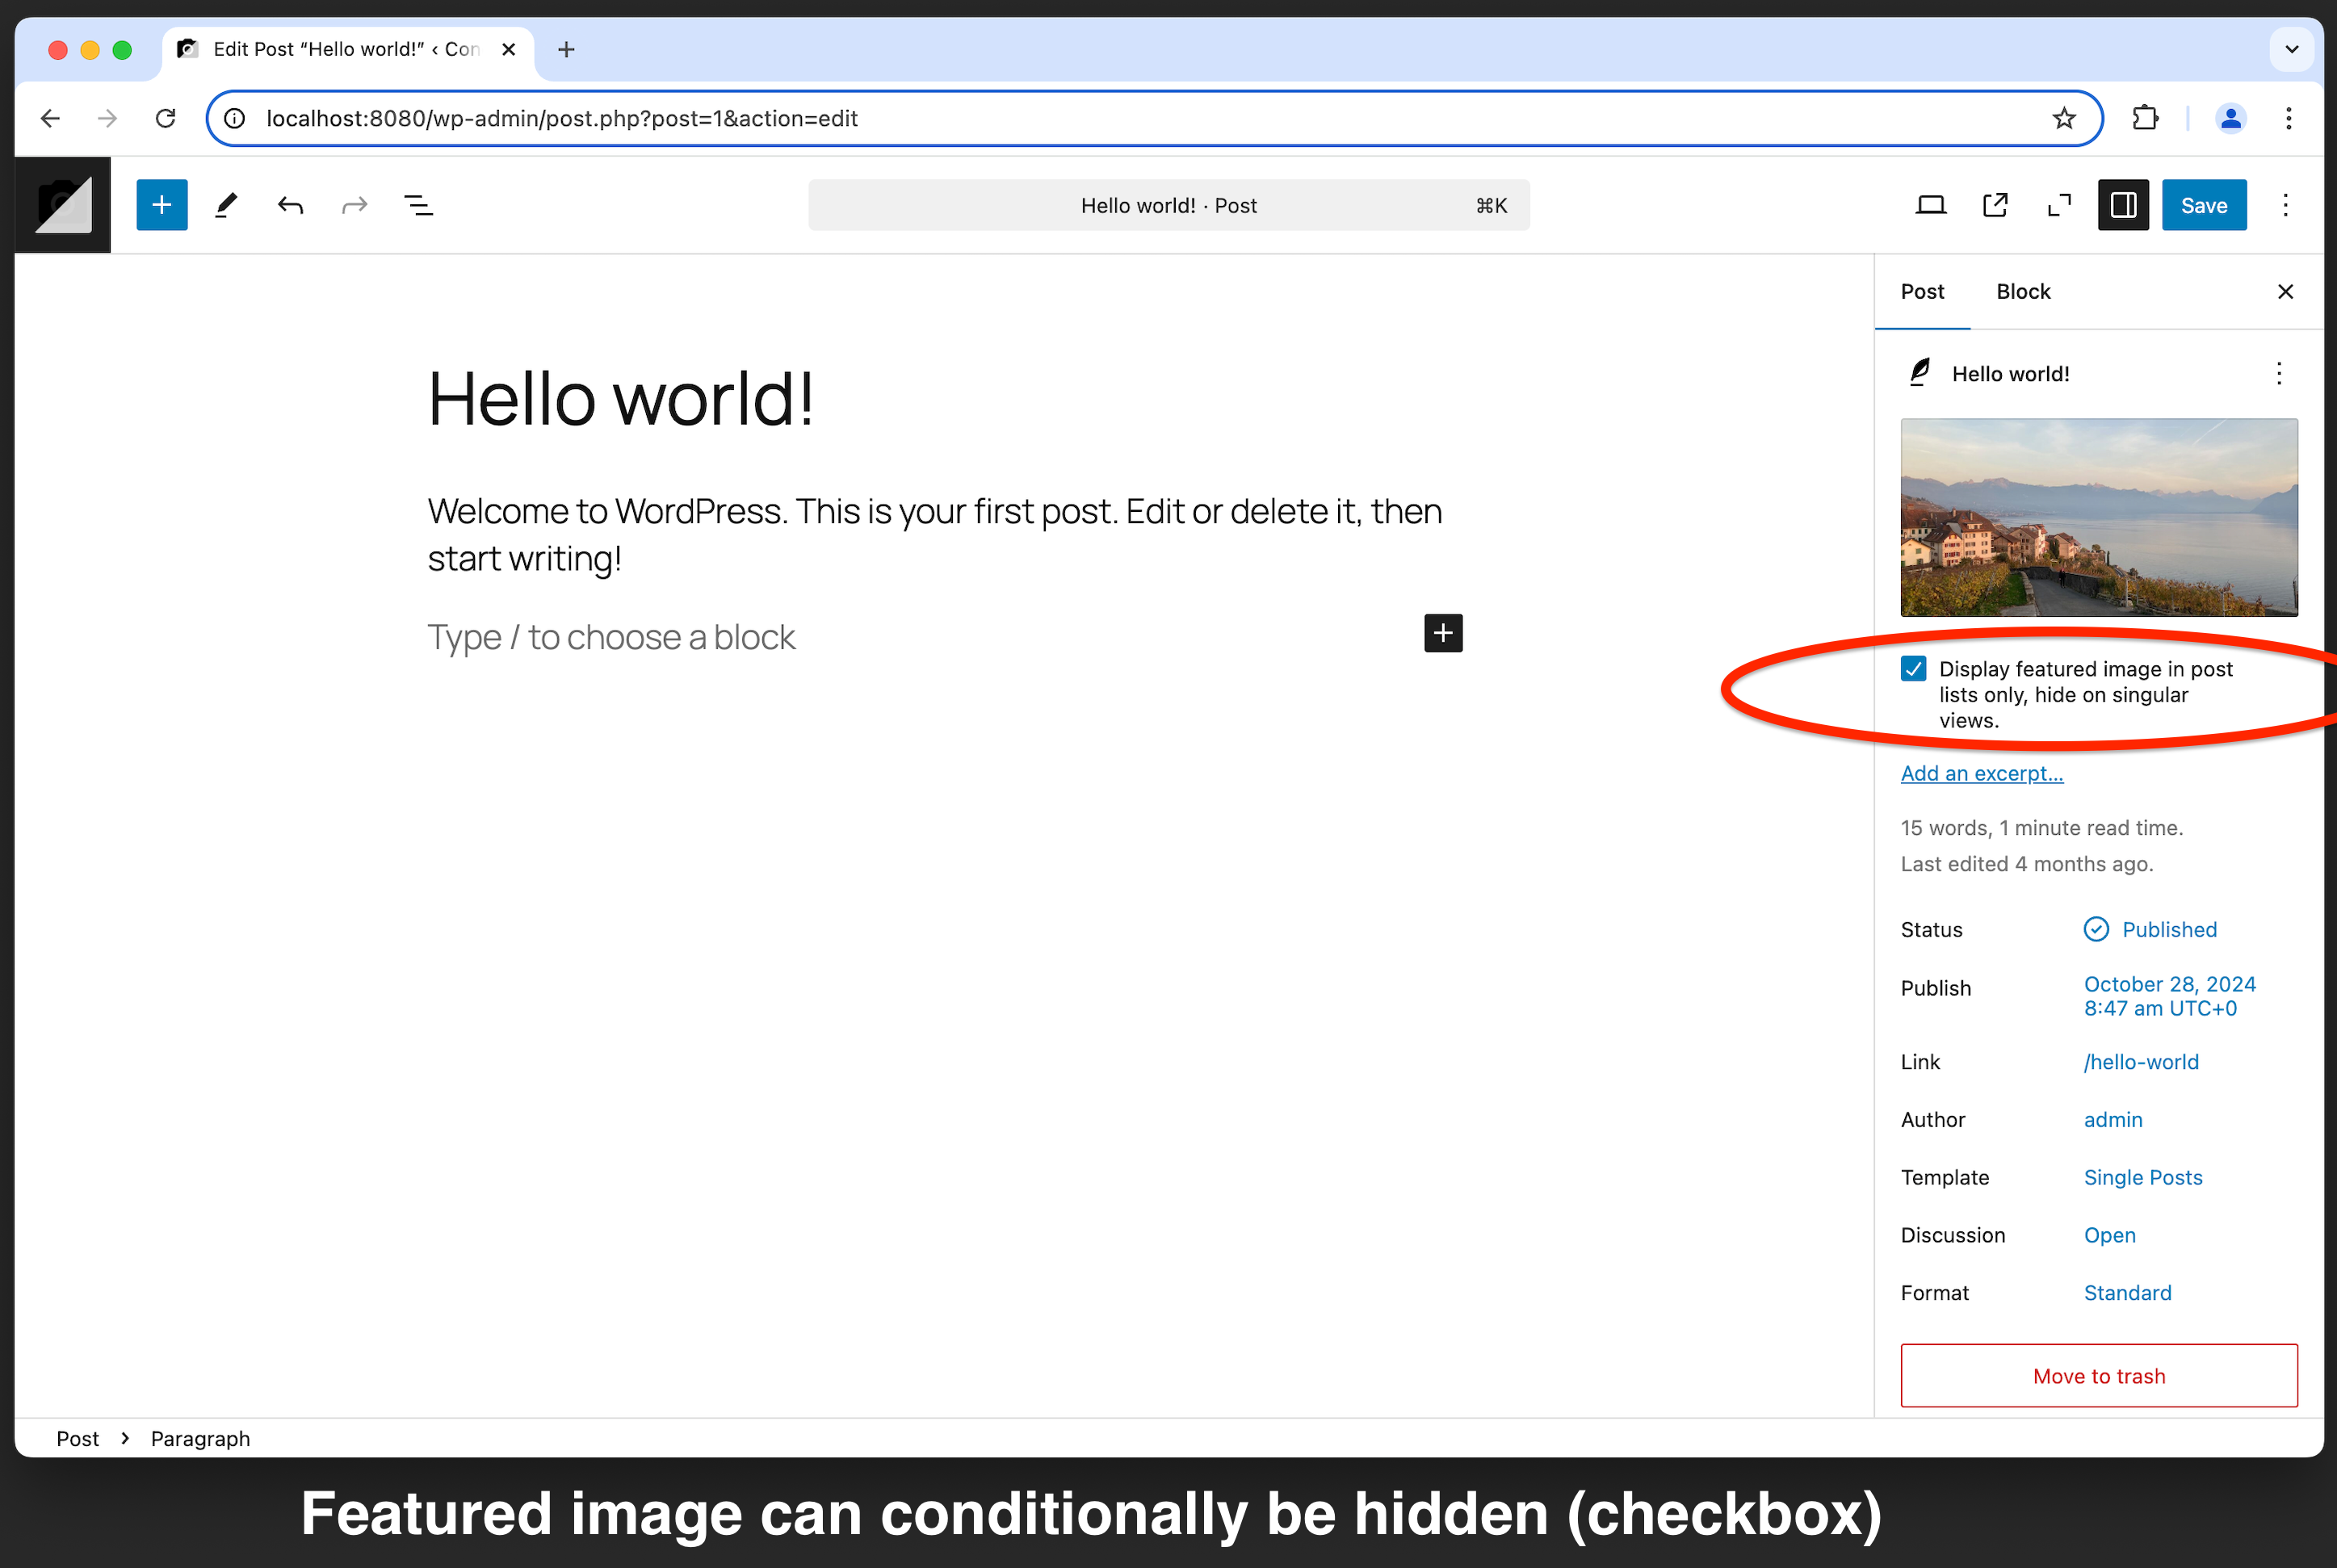 Edit Post “Hello world!” ‹ Con
localhost:8080/wp-admin/post.php?post=1&action=edit
Hello world! · Post ⌘K
Save
Post Block
Hello world!
Hello world!
Welcome to WordPress. This is your first post. Edit or delete it, then
start writing!
Type / to choose a block
Display featured image in post
lists only, hide on singular
views.
Add an excerpt...
15 words, 1 minute read time.
Last edited 4 months ago.
Status Published
Publish October 28, 2024
8:47 am UTC+0
Link /hello-world
Author admin
Template Single Posts
Discussion Open
Format Standard
Move to trash
Post › Paragraph
Featured image can conditionally be hidden (checkbox)